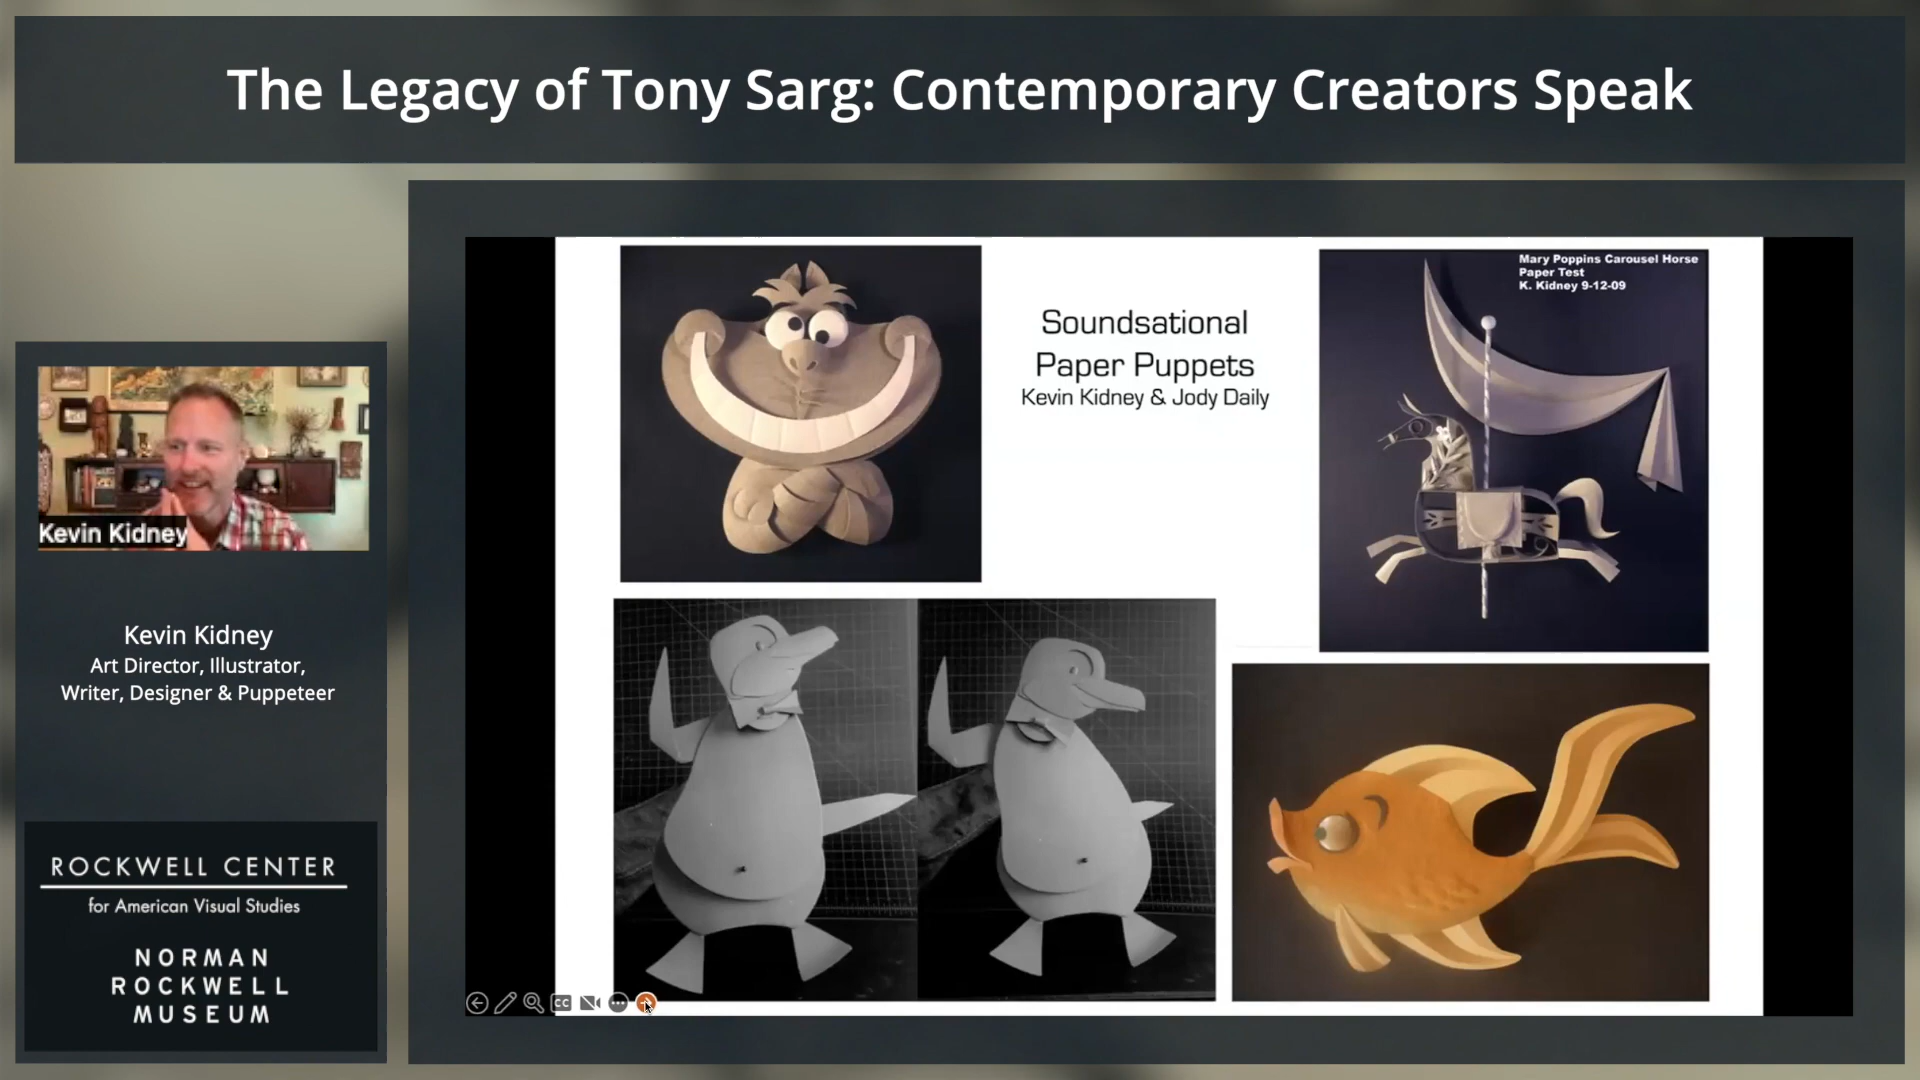 The Legacy of Tony Sarg: Contemporary Creators Speak
Soundsational
Paper Puppets
Kevin Kidney & Jody Daily
Mary Poppins Carousel Horse
Paper Test
K. Kidney 9-12-09
Kevin Kidney
Kevin Kidney
Art Director, Illustrator,
Writer, Designer & Puppeteer
ROCKWELL CENTER
for American Visual Studies
NORMAN
ROCKWELL
MUSEUM
CC